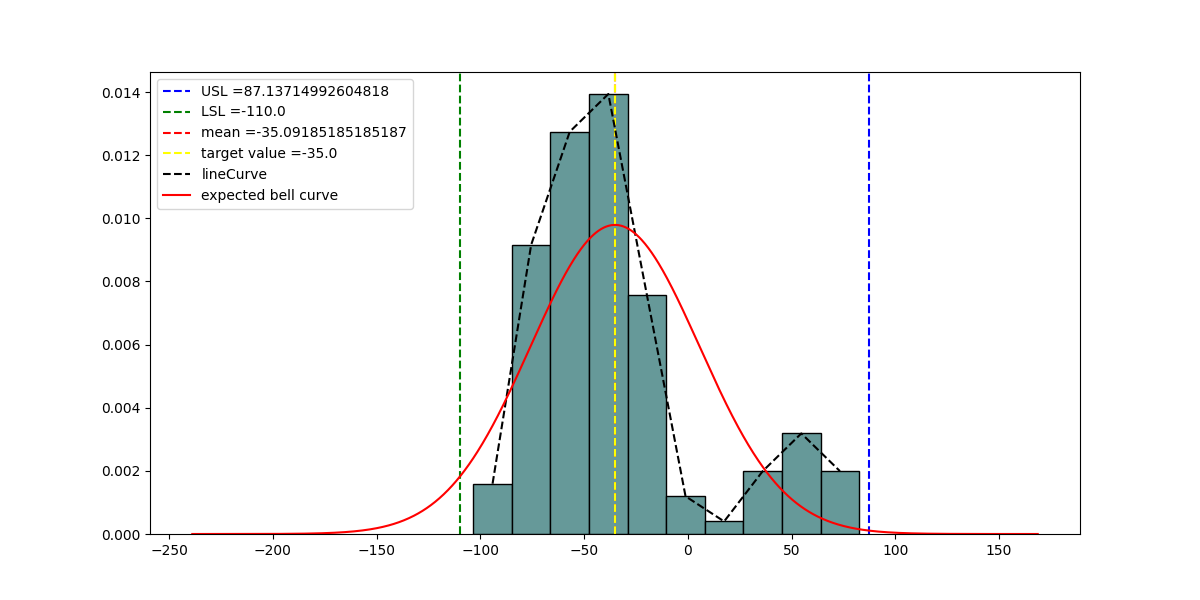 USL =87.13714992604818
LSL =-110.0
mean =-35.09185185185187
target value =-35.0
lineCurve
expected bell curve
0.014
0.012
0.010
0.008
0.006
0.004
0.002
0.000
−250 −200 −150 −100 −50 0 50 100 150